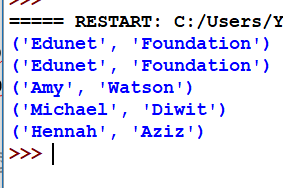 >>>
===== RESTART: C:/Users/Y
('Edunet', 'Foundation')
('Edunet', 'Foundation')
('Amy', 'Watson')
('Michael', 'Diwit')
('Hennah', 'Aziz')
>>>